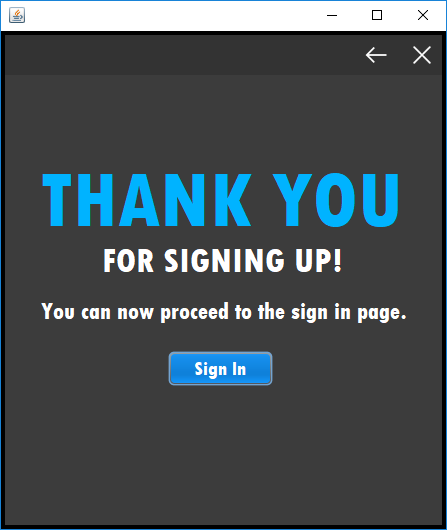 THANK YOU
FOR SIGNING UP!
You can now proceed to the sign in page.
Sign In